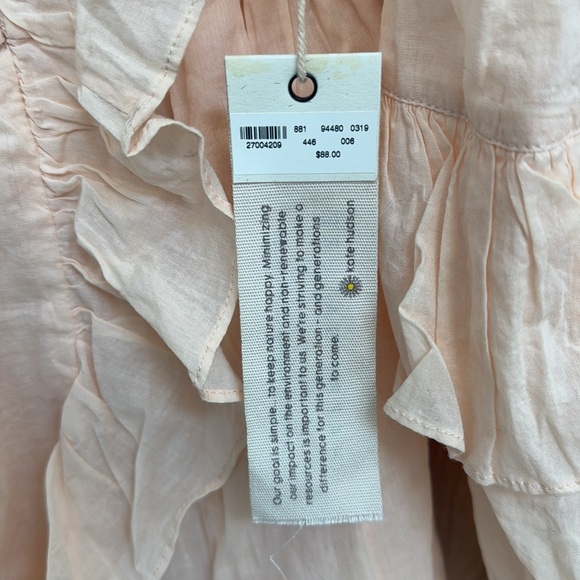 881 94480 0319
27004209 446 006
$88.00
Our goal is simple... to keep nature happy. Minimizing
our impact on the environment and non-renewable
resources is important to us. We're striving to make a
difference for this generation - and generations
to come.
kate hudson